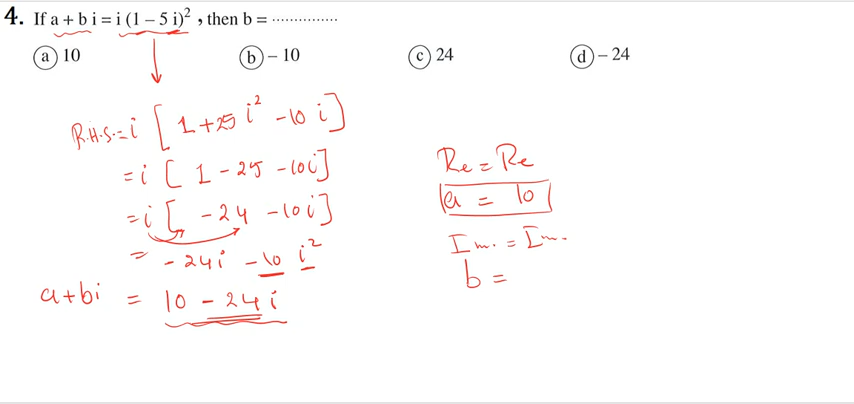 4. If a + b i = i (1 – 5 i)² , then b = ...............
(a) 10 (b) – 10 (c) 24 (d) – 24
R.H.S. = i [ 1 + 25 i² – 10 i ]
= i [ 1 – 25 – 10i ]
= i [ – 24 – 10i ]
= – 24i – 10 i²
a+bi = 10 – 24 i
Re = Re
a = 10
Im. = Im.
b =